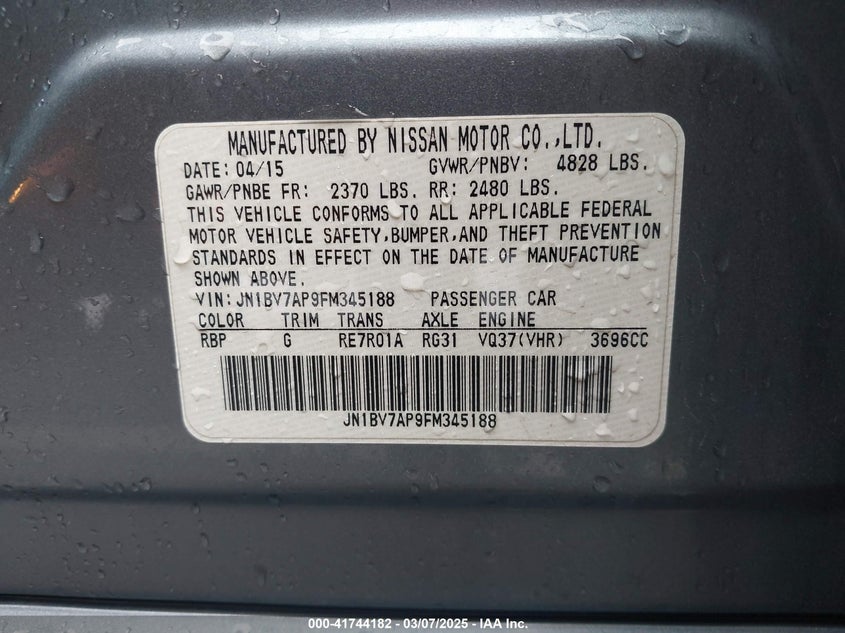 MANUFACTURED BY NISSAN MOTOR CO.,LTD.
DATE: 04/15 GVWR/PNBV: 4828 LBS.
GAWR/PNBE FR: 2370 LBS. RR: 2480 LBS.
THIS VEHICLE CONFORMS TO ALL APPLICABLE FEDERAL
MOTOR VEHICLE SAFETY,BUMPER,AND THEFT PREVENTION
STANDARDS IN EFFECT ON THE DATE OF MANUFACTURE
SHOWN ABOVE.
VIN: JN1BV7AP9FM345188 PASSENGER CAR
COLOR TRIM TRANS AXLE ENGINE
RBP G RE7R01A RG31 VQ37(VHR) 3696CC
JN1BV7AP9FM345188
000-41744182 - 03/07/2025 - IAA Inc.